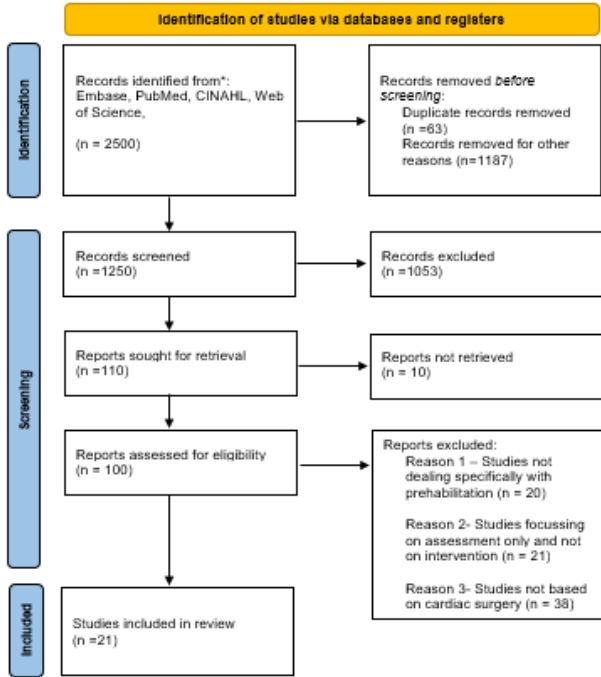 Identification of studies via databases and registers
Identification
Records identified from*:
Embase, PubMed, CINAHL, Web
of Science,
(n = 2500)
Records removed before
screening:
Duplicate records removed
(n =63)
Records removed for other
reasons (n=1187)
Screening
Records screened
(n =1250)
Records excluded
(n =1053)
Reports sought for retrieval
(n =110)
Reports not retrieved
(n = 10)
Reports assessed for eligibility
(n = 100)
Reports excluded:
Reason 1 – Studies not
dealing specifically with
prehabilitation (n = 20)
Reason 2- Studies focussing
on assessment only and not
on intervention (n = 21)
Reason 3- Studies not based
on cardiac surgery (n = 38)
Included
Studies included in review
(n =21)